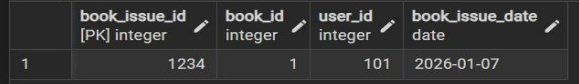 book_issue_id book_id user_id book_issue_date
[PK] integer integer integer date
1 1234 1 101 2026-01-07